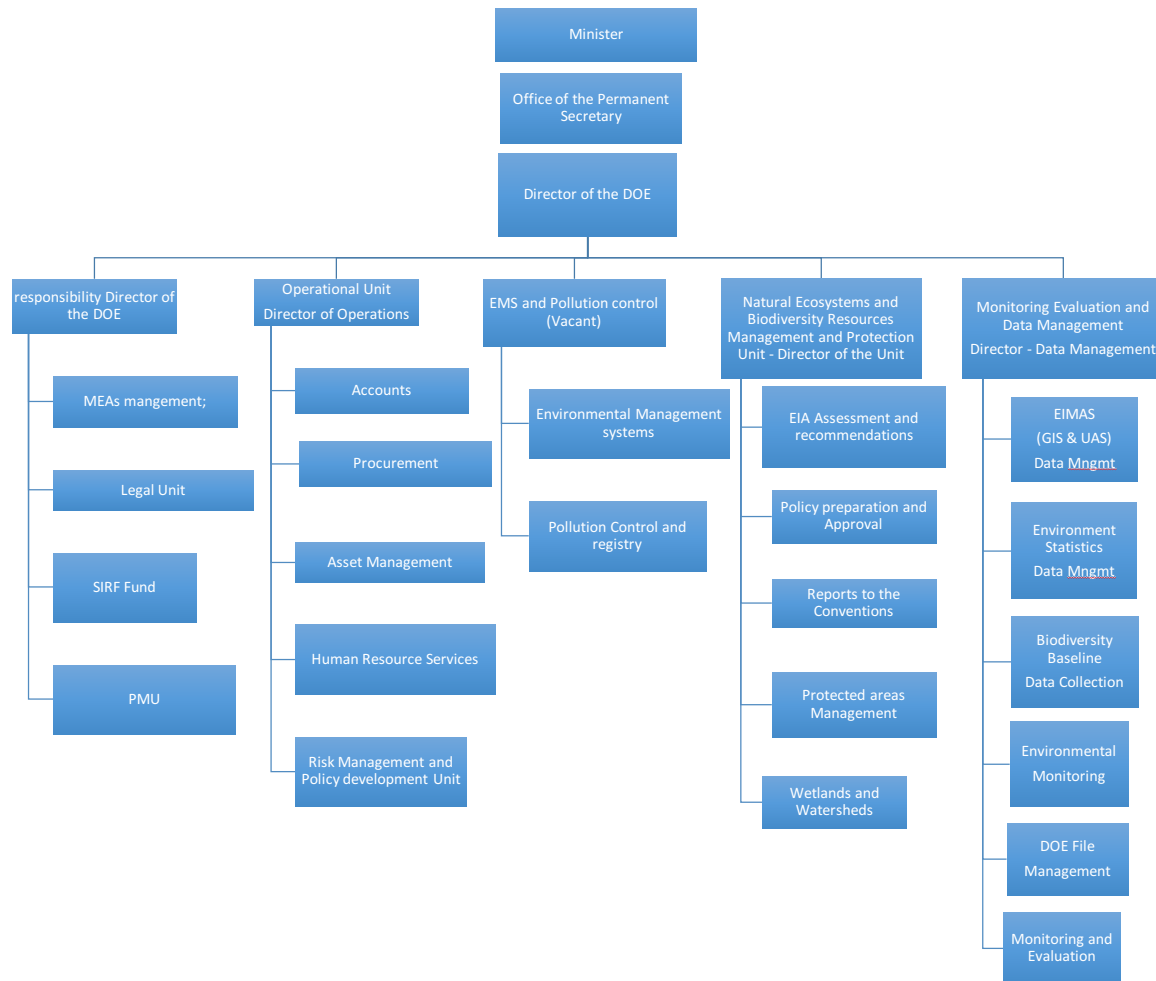 Minister
Office of the Permanent
Secretary
Director of the DOE
responsibility Director of
the DOE
MEAs mangement;
Legal Unit
SIRF Fund
PMU
Operational Unit
Director of Operations
Accounts
Procurement
Asset Management
Human Resource Services
Risk Management and
Policy development Unit
EMS and Pollution control
(Vacant)
Environmental Management
systems
Pollution Control and
registry
Natural Ecosystems and
Biodiversity Resources
Management and Protection
Unit - Director of the Unit
EIA Assessment and
recommendations
Policy preparation and
Approval
Reports to the
Conventions
Protected areas
Management
Wetlands and
Watersheds
Monitoring Evaluation and
Data Management
Director - Data Management
EIMAS
(GIS & UAS)
Data Mngmt
Environment
Statistics
Data Mngmt
Biodiversity
Baseline
Data Collection
Environmental
Monitoring
DOE File
Management
Monitoring and
Evaluation